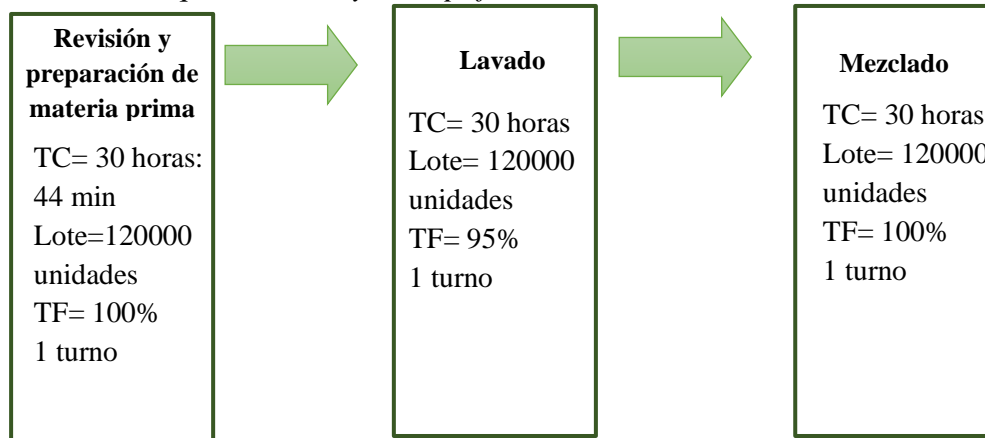 Revisión y
preparación de
materia prima
TC= 30 horas:
44 min
Lote=120000
unidades
TF= 100%
1 turno
Lavado
TC= 30 horas
Lote= 120000
unidades
TF= 95%
1 turno
Mezclado
TC= 30 horas
Lote= 120000
unidades
TF= 100%
1 turno